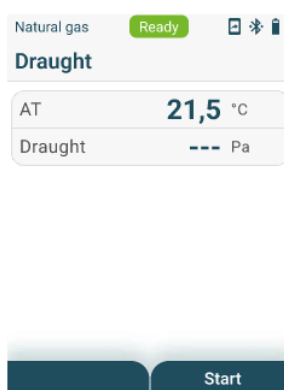 Natural gas Ready
Draught
AT 21,5 °C
Draught --- Pa
Start